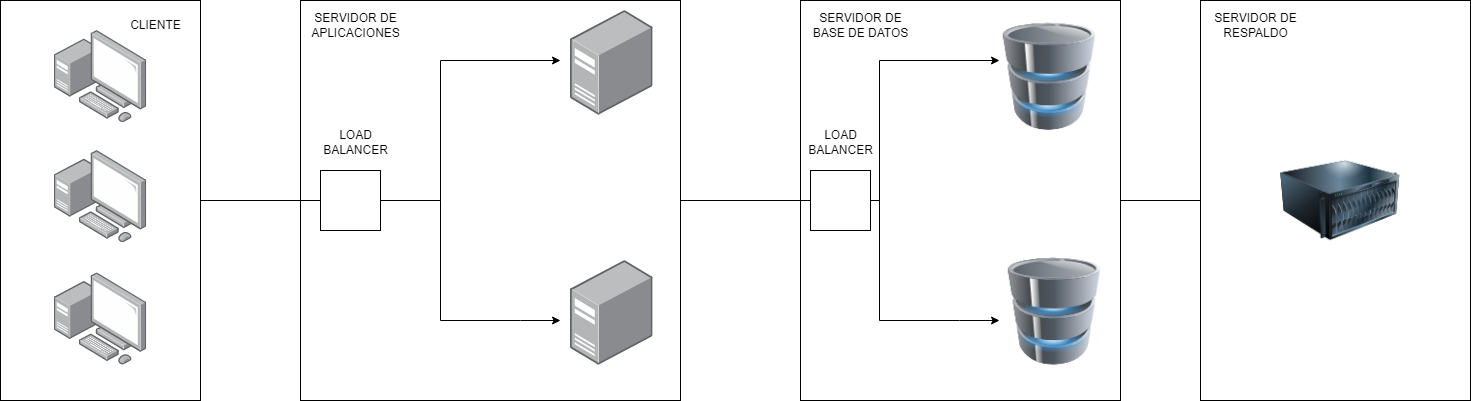 CLIENTE
SERVIDOR DE
APLICACIONES
LOAD
BALANCER
SERVIDOR DE
BASE DE DATOS
LOAD
BALANCER
SERVIDOR DE
RESPALDO